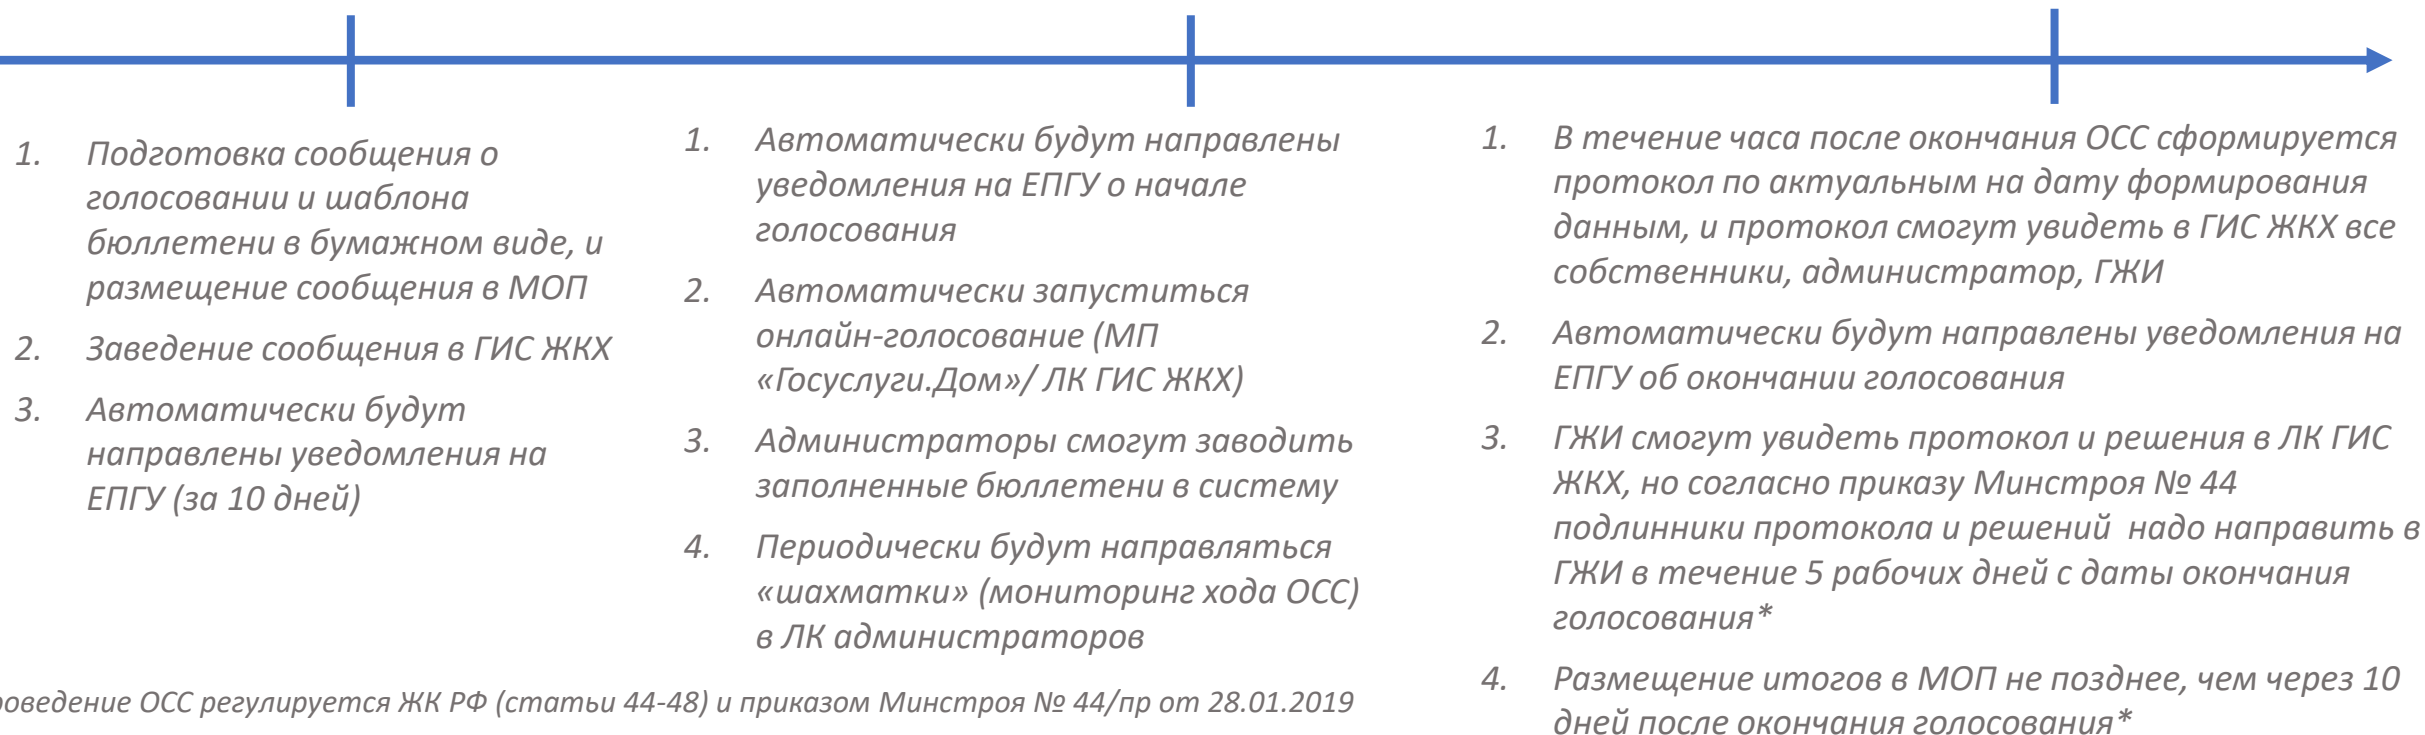 1. Подготовка сообщения о
голосовании и шаблона
бюллетени в бумажном виде, и
размещение сообщения в МОП
2. Заведение сообщения в ГИС ЖКХ
3. Автоматически будут
направлены уведомления на
ЕПГУ (за 10 дней)
1. Автоматически будут направлены
уведомления на ЕПГУ о начале
голосования
2. Автоматически запуститься
онлайн-голосование (МП
«Госуслуги.Дом»/ ЛК ГИС ЖКХ)
3. Администраторы смогут заводить
заполненные бюллетени в систему
4. Периодически будут направляться
«шахматки» (мониторинг хода ОСС)
в ЛК администраторов
1. В течение часа после окончания ОСС сформируется
протокол по актуальным на дату формирования
данным, и протокол смогут увидеть в ГИС ЖКХ все
собственники, администратор, ГЖИ
2. Автоматически будут направлены уведомления на
ЕПГУ об окончании голосования
3. ГЖИ смогут увидеть протокол и решения в ЛК ГИС
ЖКХ, но согласно приказу Минстроя № 44
подлинники протокола и решений надо направить в
ГЖИ в течение 5 рабочих дней с даты окончания
голосования*
4. Размещение итогов в МОП не позднее, чем через 10
дней после окончания голосования*
роведение ОСС регулируется ЖК РФ (статьи 44-48) и приказом Минстроя № 44/пр от 28.01.2019